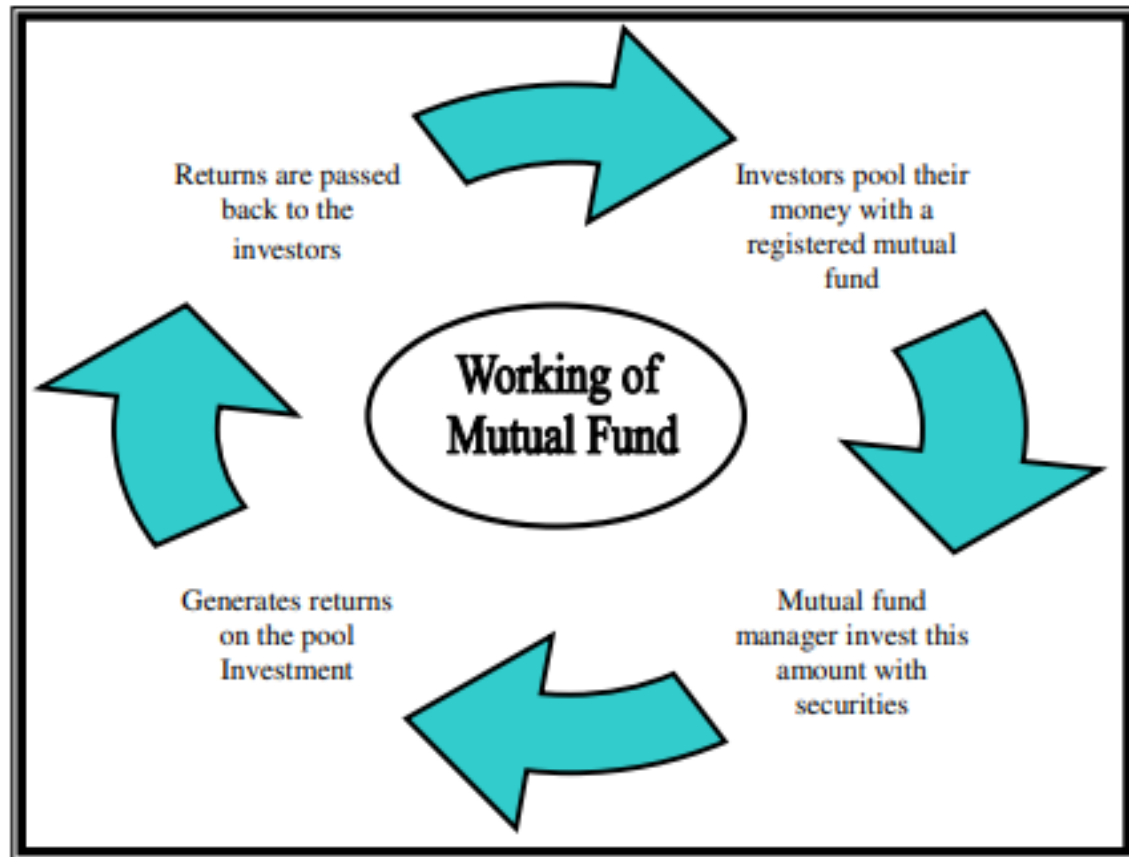 Returns are passed
back to the
investors
Investors pool their
money with a
registered mutual
fund
Working of
Mutual Fund
Generates returns
on the pool
Investment
Mutual fund
manager invest this
amount with
securities